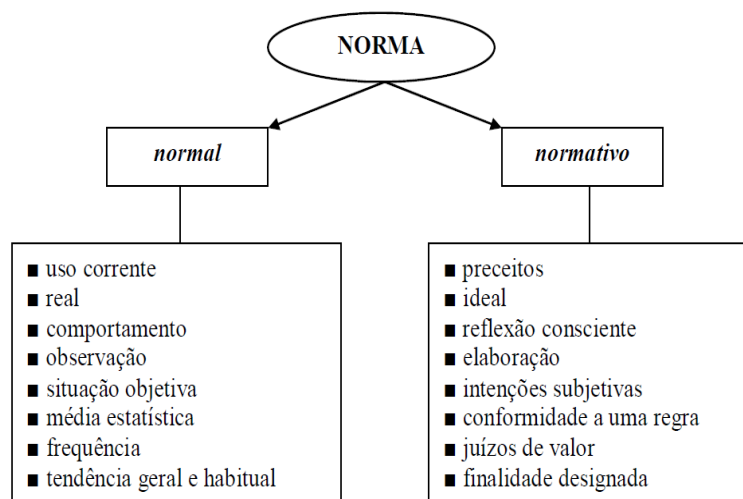 NORMA
normal
normativo
■ uso corrente
■ real
■ comportamento
■ observação
■ situação objetiva
■ média estatística
■ frequência
■ tendência geral e habitual
■ preceitos
■ ideal
■ reflexão consciente
■ elaboração
■ intenções subjetivas
■ conformidade a uma regra
■ juízos de valor
■ finalidade designada